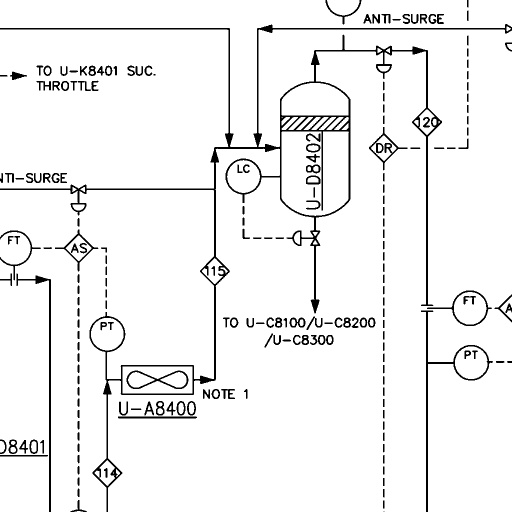 ANTI-SURGE
TO U-K8401 SUC.
THROTTLE
120
DR
U-D8402
LC
NTI-SURGE
FT
AS
115
TO U-C8100/U-C8200
/U-C8300
FT
A
PT
PT
NOTE 1
U-A8400
D8401
114